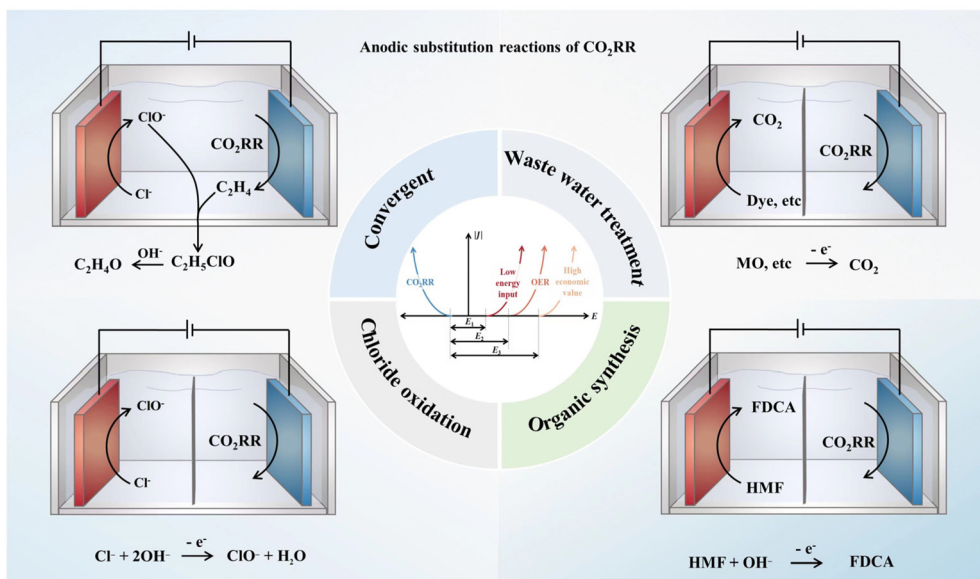 Anodic substitution reactions of CO₂RR
ClO⁻
CO₂RR
Cl⁻
C₂H₄
C₂H₄O
OH⁻
C₂H₅ClO
CO₂
CO₂RR
Dye, etc
MO, etc
- e⁻
CO₂
Convergent
Waste water treatment
Chloride oxidation
Organic synthesis
|J|
CO₂RR
Low
energy
input
OER
High
economic
value
E
E₁
E₂
E₃
ClO⁻
CO₂RR
Cl⁻
Cl⁻ + 2OH⁻
- e⁻
ClO⁻ + H₂O
FDCA
CO₂RR
HMF
HMF + OH⁻
- e⁻
FDCA